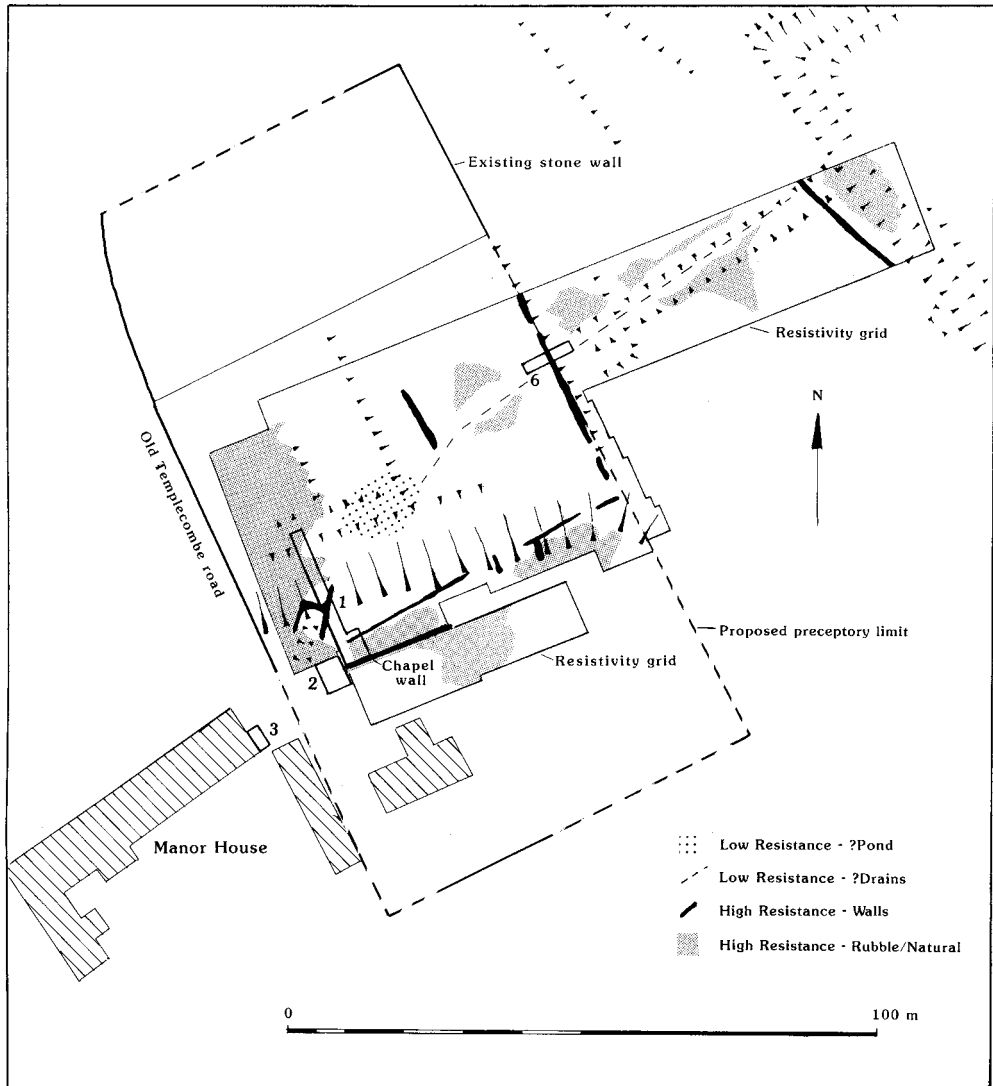 Existing stone wall
Resistivity grid
6
N
Old Templecombe road
1
Proposed preceptory limit
Chapel
wall
Resistivity grid
2
3
Manor House
Low Resistance - ?Pond
Low Resistance - ?Drains
High Resistance - Walls
High Resistance - Rubble/Natural
0
100 m